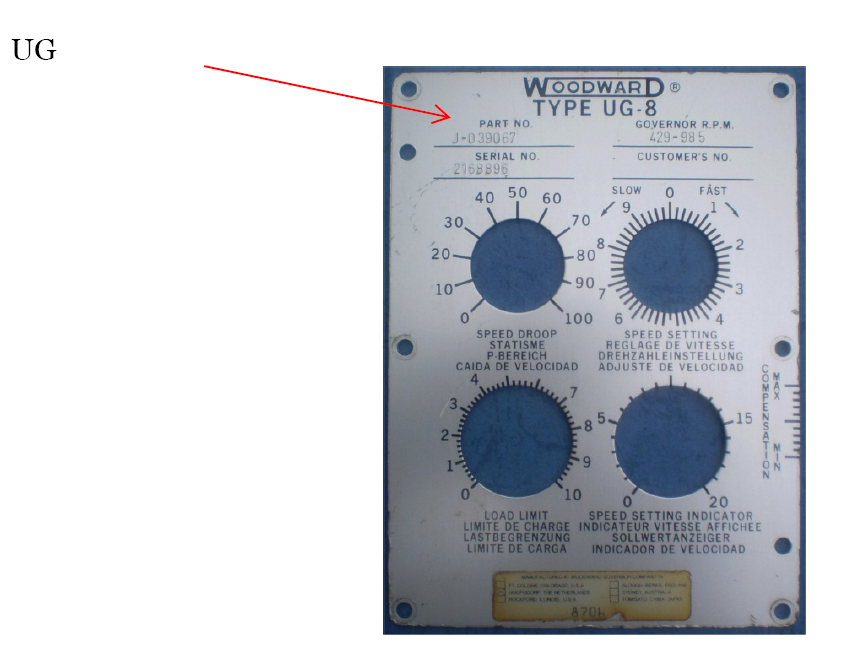 UG
WOODWARD ®
TYPE UG-8
PART NO.
J-039067
GOVERNOR R.P.M.
429-985
SERIAL NO.
2168896
CUSTOMER'S NO.
0 10 20 30 40 50 60 70 80 90 100
SPEED DROOP
STATISME
P-BEREICH
CAIDA DE VELOCIDAD
SLOW 0 FAST
1 2 3 4 6 7 8 9
SPEED SETTING
REGLAGE DE VITESSE
DREHZAHLEINSTELLUNG
ADJUSTE DE VELOCIDAD
0 1 2 3 4 7 8 9 10
LOAD LIMIT
LIMITE DE CHARGE
LASTBEGRENZUNG
LIMITE DE CARGA
0 5 15 20
SPEED SETTING INDICATOR
INDICATEUR VITESSE AFFICHEE
SOLLWERTANZEIGER
INDICADOR DE VELOCIDAD
COMPENSATION
MAX
MIN
ROCKFORD, ILLINOIS, U.S.A.